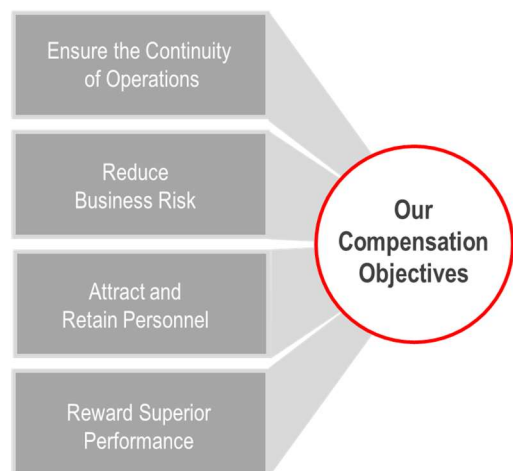 Ensure the Continuity
of Operations
Reduce
Business Risk
Attract and
Retain Personnel
Reward Superior
Performance
Our
Compensation
Objectives